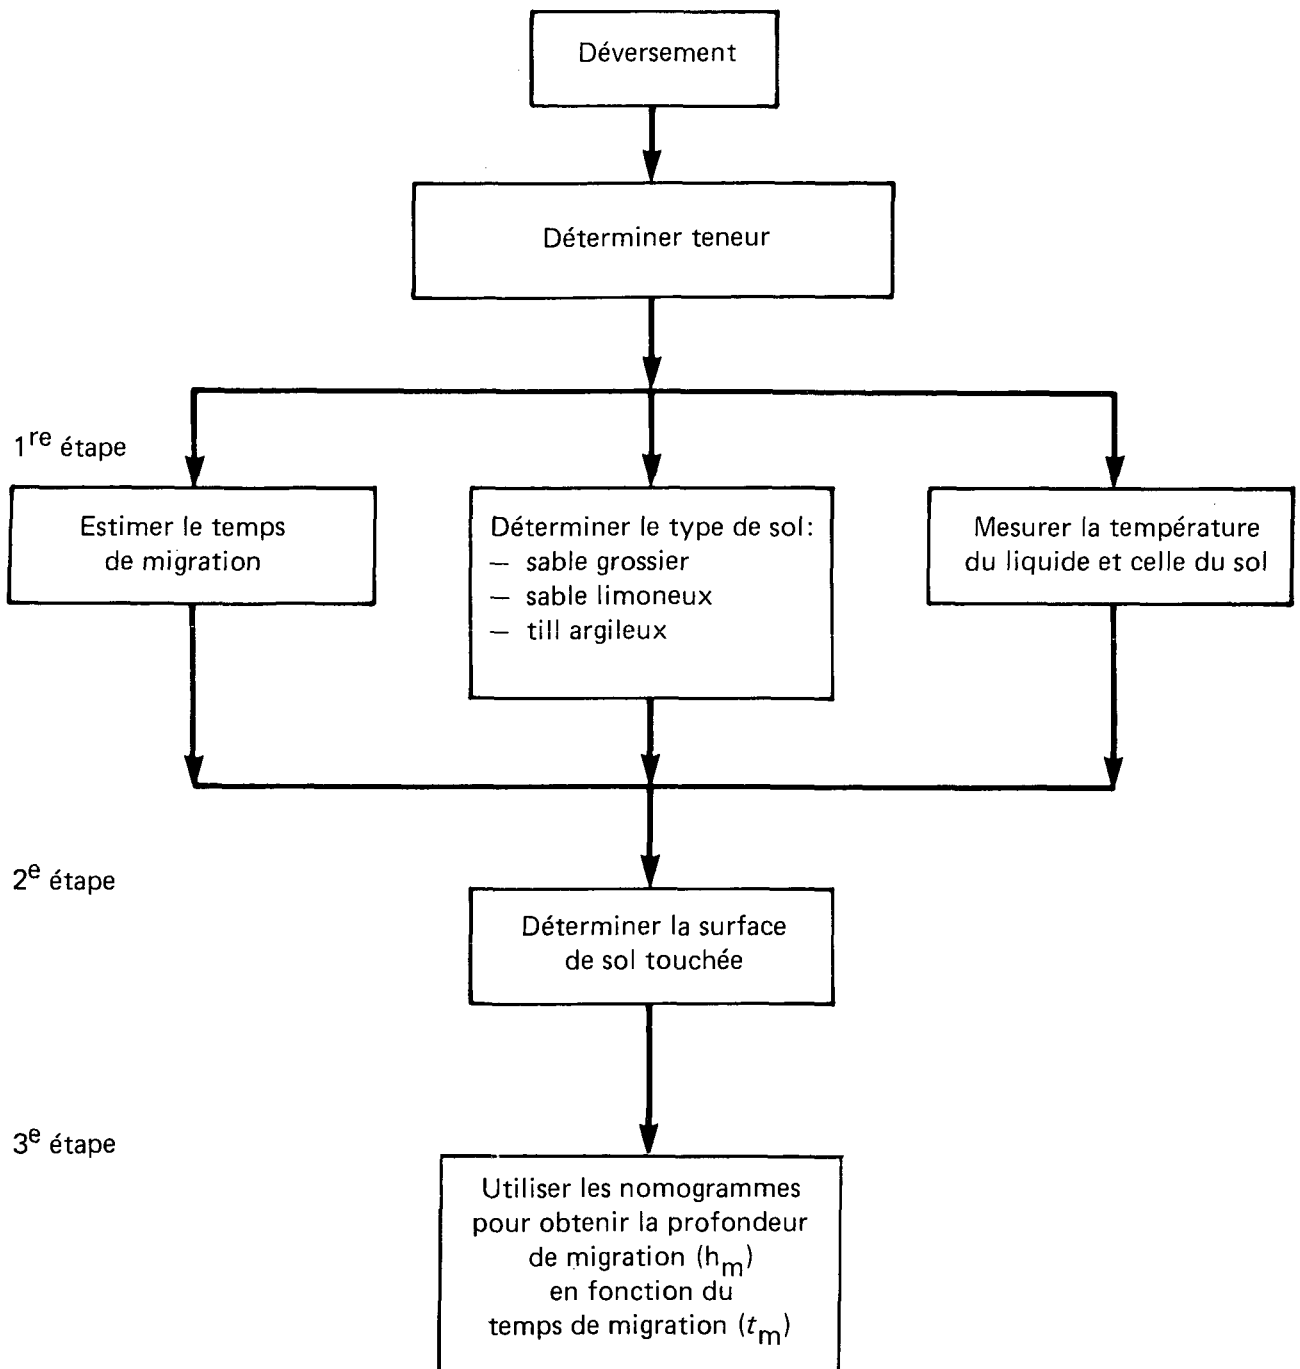 Déversement
Déterminer teneur
1re étape
Estimer le temps
de migration
Déterminer le type de sol:
— sable grossier
— sable limoneux
— till argileux
Mesurer la température
du liquide et celle du sol
2e étape
Déterminer la surface
de sol touchée
3e étape
Utiliser les nomogrammes
pour obtenir la profondeur
de migration (hm)
en fonction du
temps de migration (tm)